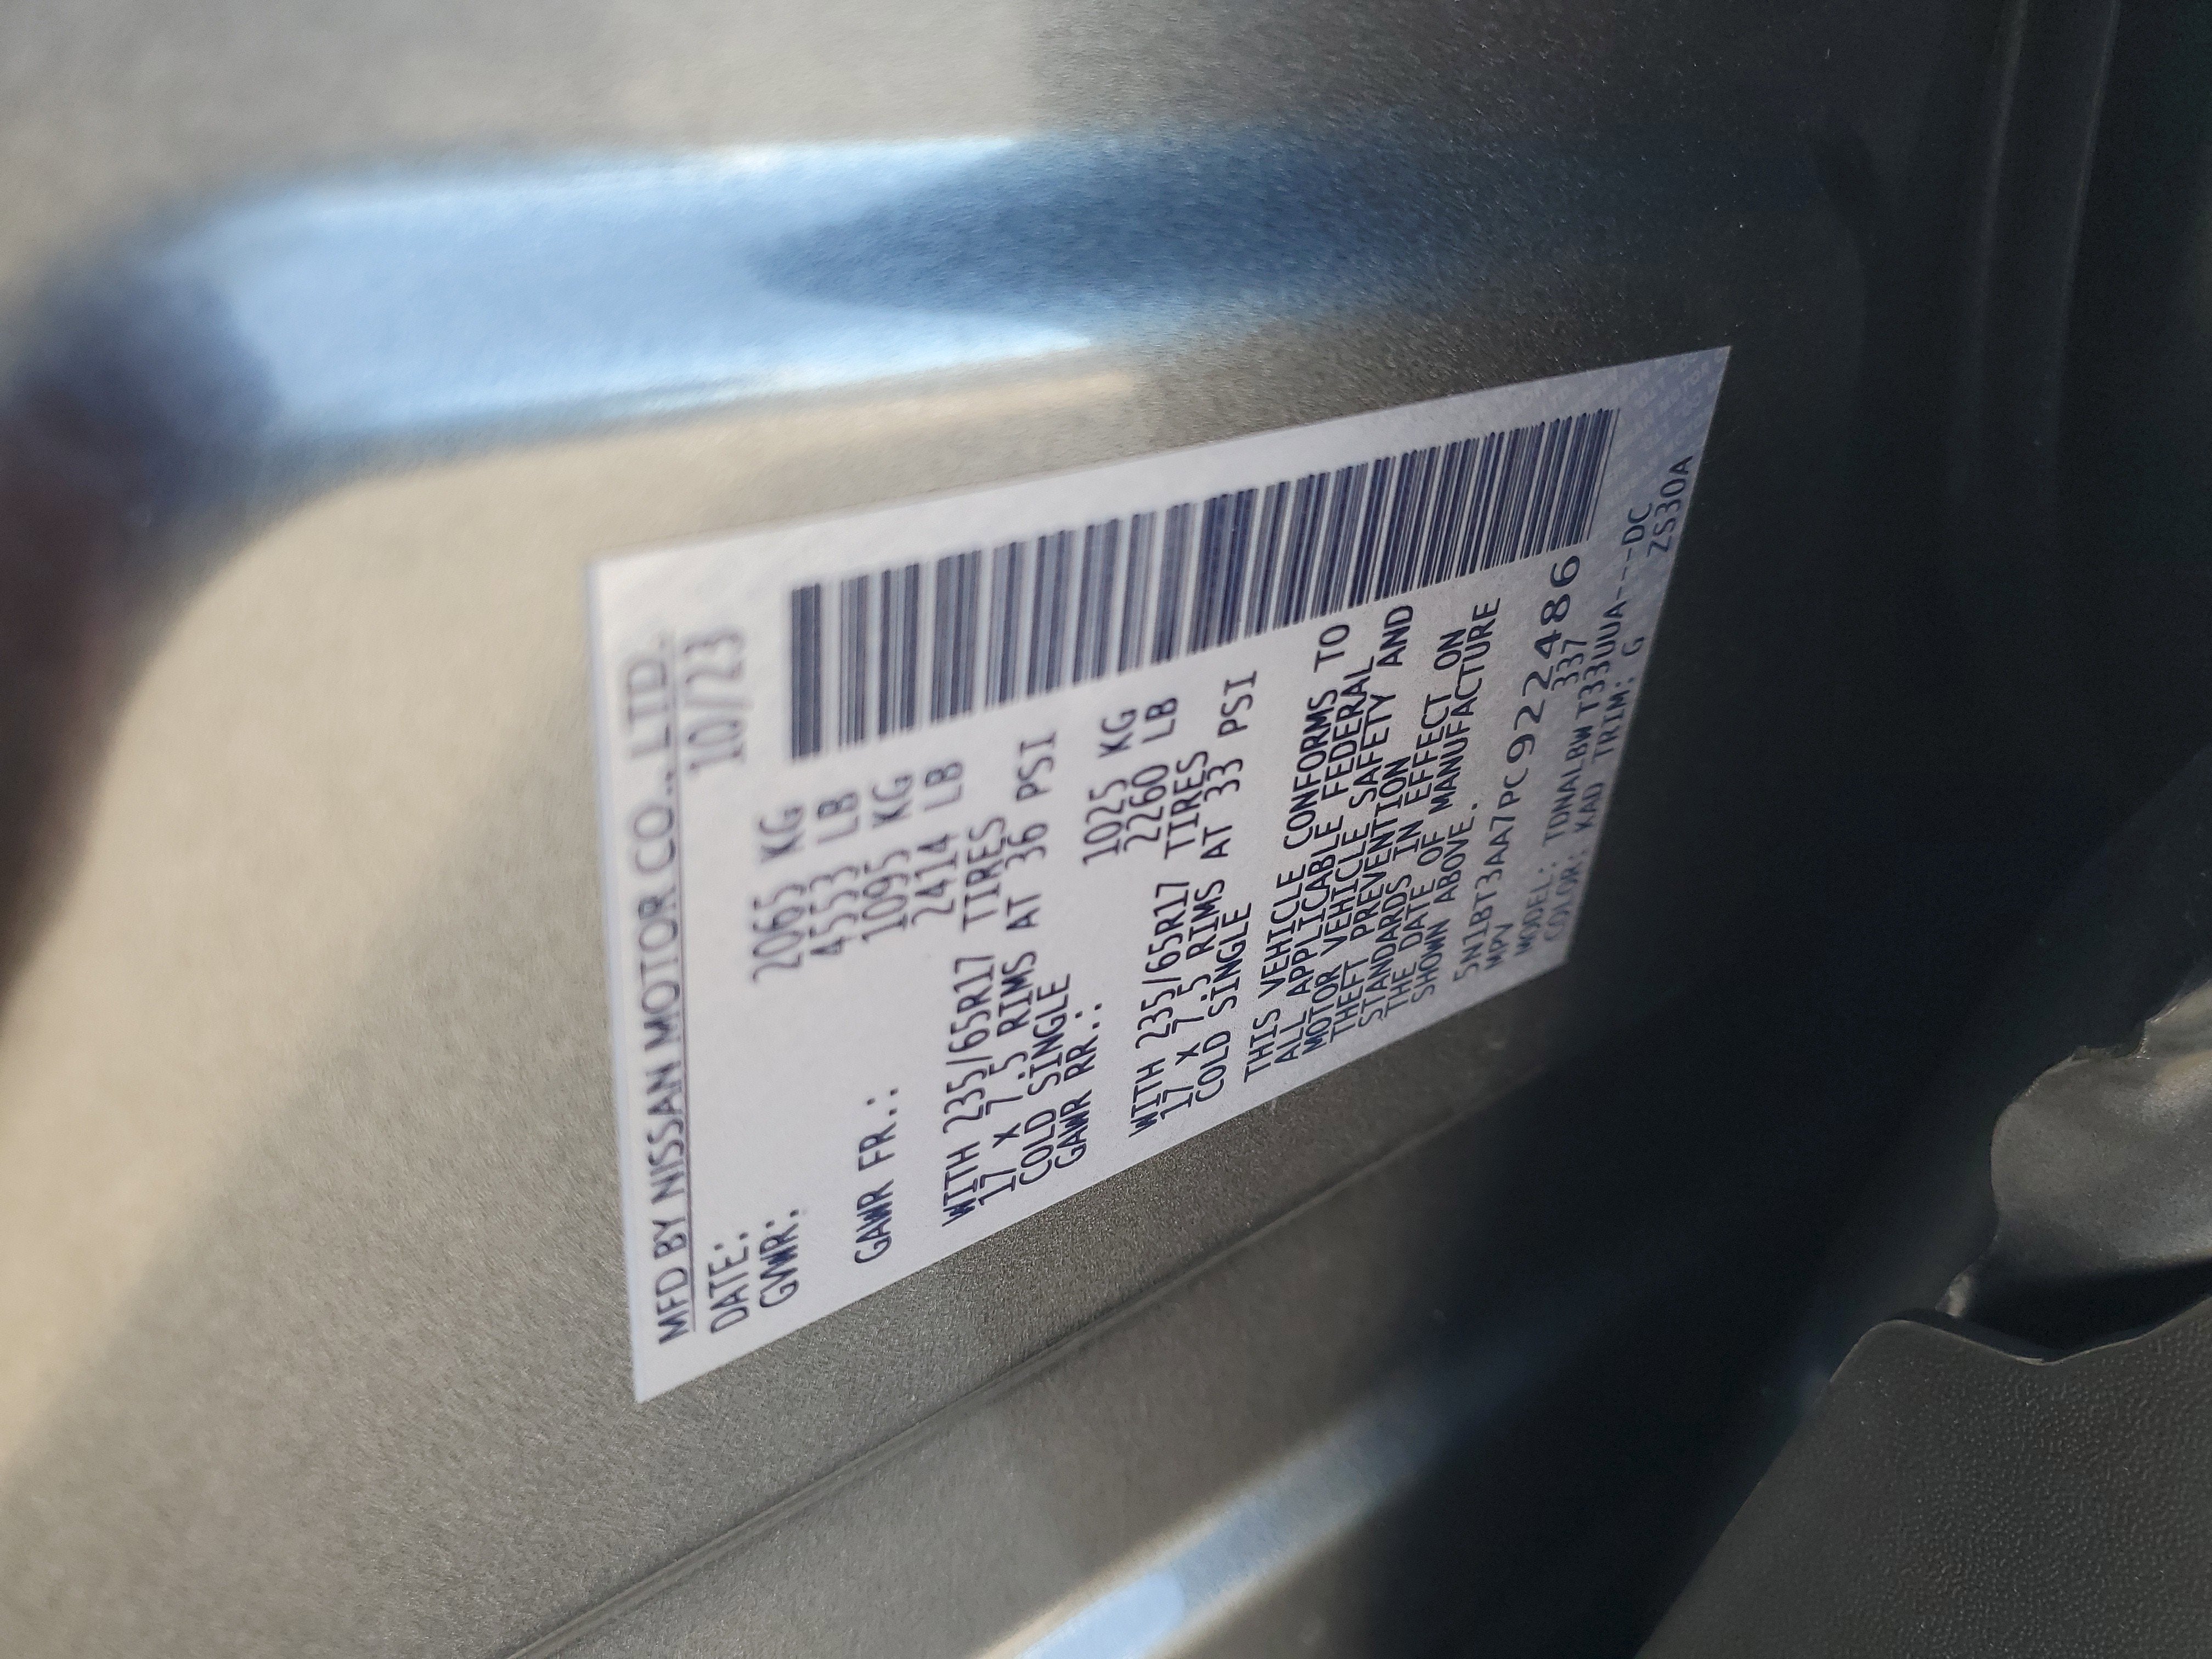 MFD BY NISSAN MOTOR CO., LTD.
DATE: 10/23
GVWR: 2065 KG
4553 LB
GAWR FR.: 1095 KG
2414 LB
WITH 235/65R17 TIRES
17 x 7.5 RIMS AT 36 PSI
COLD SINGLE
GAWR RR.: 1025 KG
2260 LB
WITH 235/65R17 TIRES
17 x 7.5 RIMS AT 33 PSI
COLD SINGLE
THIS VEHICLE CONFORMS TO
ALL APPLICABLE FEDERAL
MOTOR VEHICLE SAFETY AND
THEFT PREVENTION
STANDARDS IN EFFECT ON
THE DATE OF MANUFACTURE
SHOWN ABOVE.
5N1BT3AA7PC922486
MPV 337
MODEL: TDNALBW T33UUA---DC
COLOR: KAD TRIM: G ZS30A